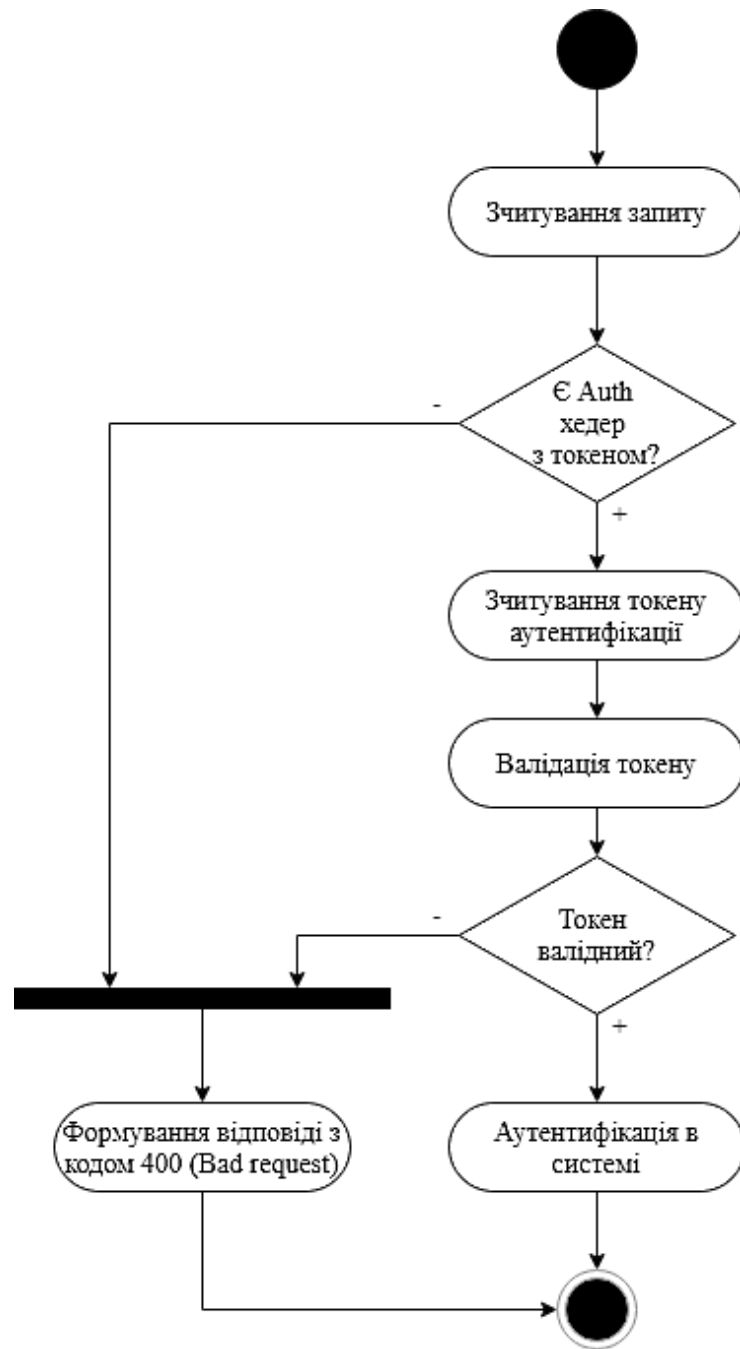 Зчитування запиту
Є Auth
хедер
з токеном?
-
+
Зчитування токену
аутентифікації
Валідація токену
Токен
валідний?
-
+
Формування відповіді з
кодом 400 (Bad request)
Аутентифікація в
системі